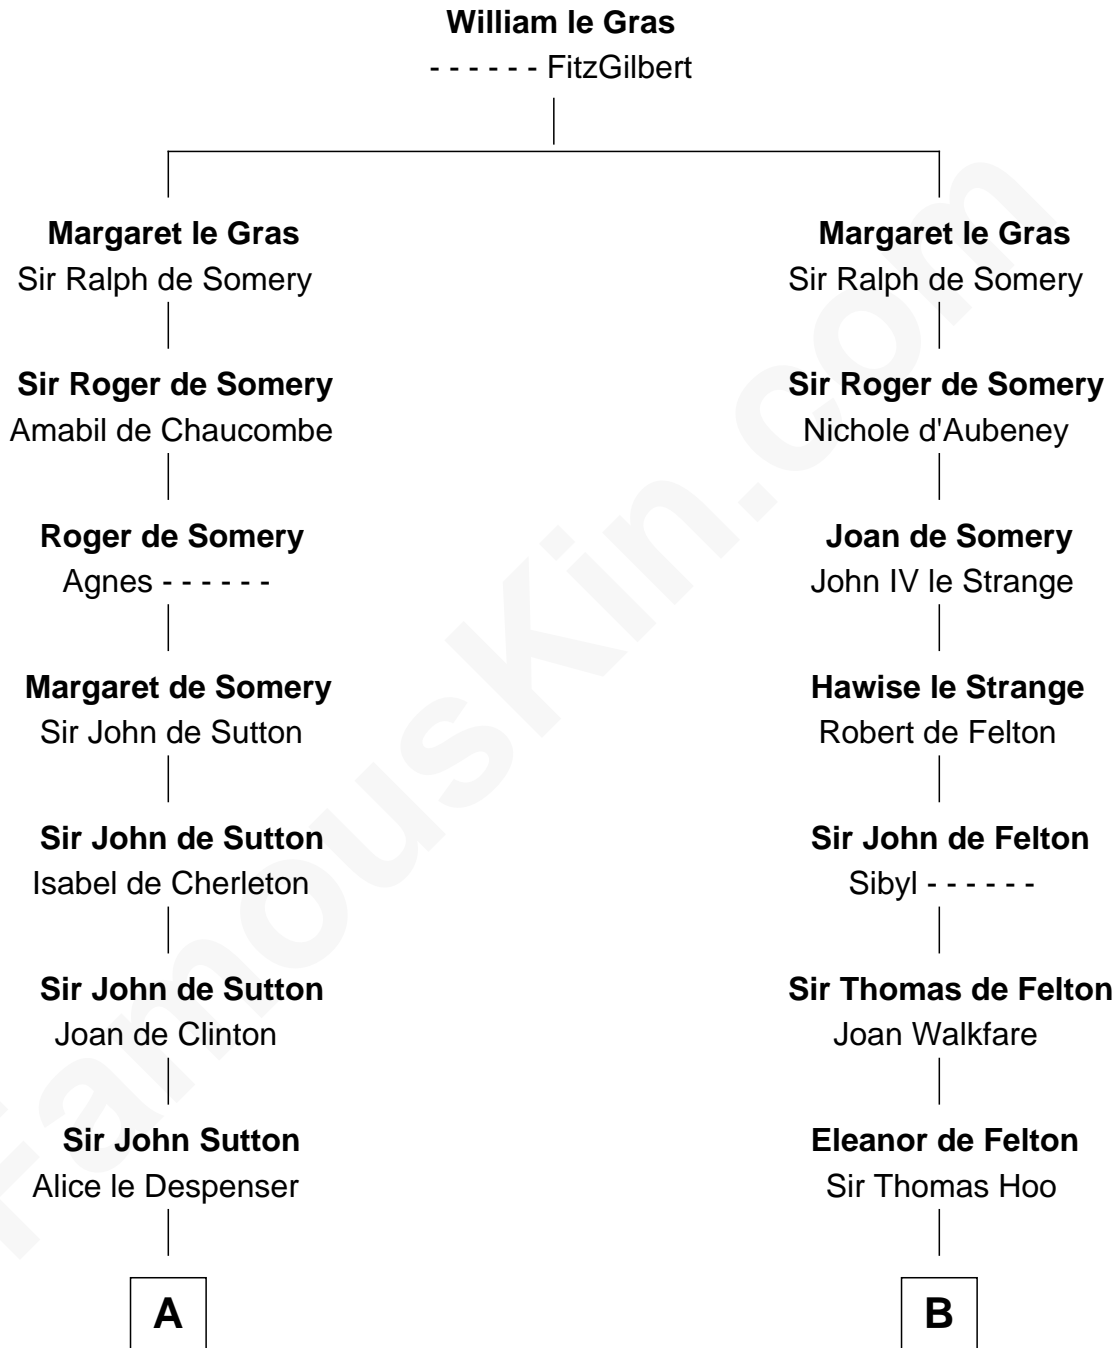 William le Gras
- - - - - - FitzGilbert
Margaret le Gras
Sir Ralph de Somery
Margaret le Gras
Sir Ralph de Somery
Sir Roger de Somery
Amabil de Chaucombe
Sir Roger de Somery
Nichole d'Aubeney
Roger de Somery
Agnes - - - - - -
Joan de Somery
John IV le Strange
Margaret de Somery
Sir John de Sutton
Hawise le Strange
Robert de Felton
Sir John de Sutton
Isabel de Cherleton
Sir John de Felton
Sibyl - - - - - -
Sir John de Sutton
Joan de Clinton
Sir Thomas de Felton
Joan Walkfare
Sir John Sutton
Alice le Despenser
Eleanor de Felton
Sir Thomas Hoo
A
B
FamousKin.com